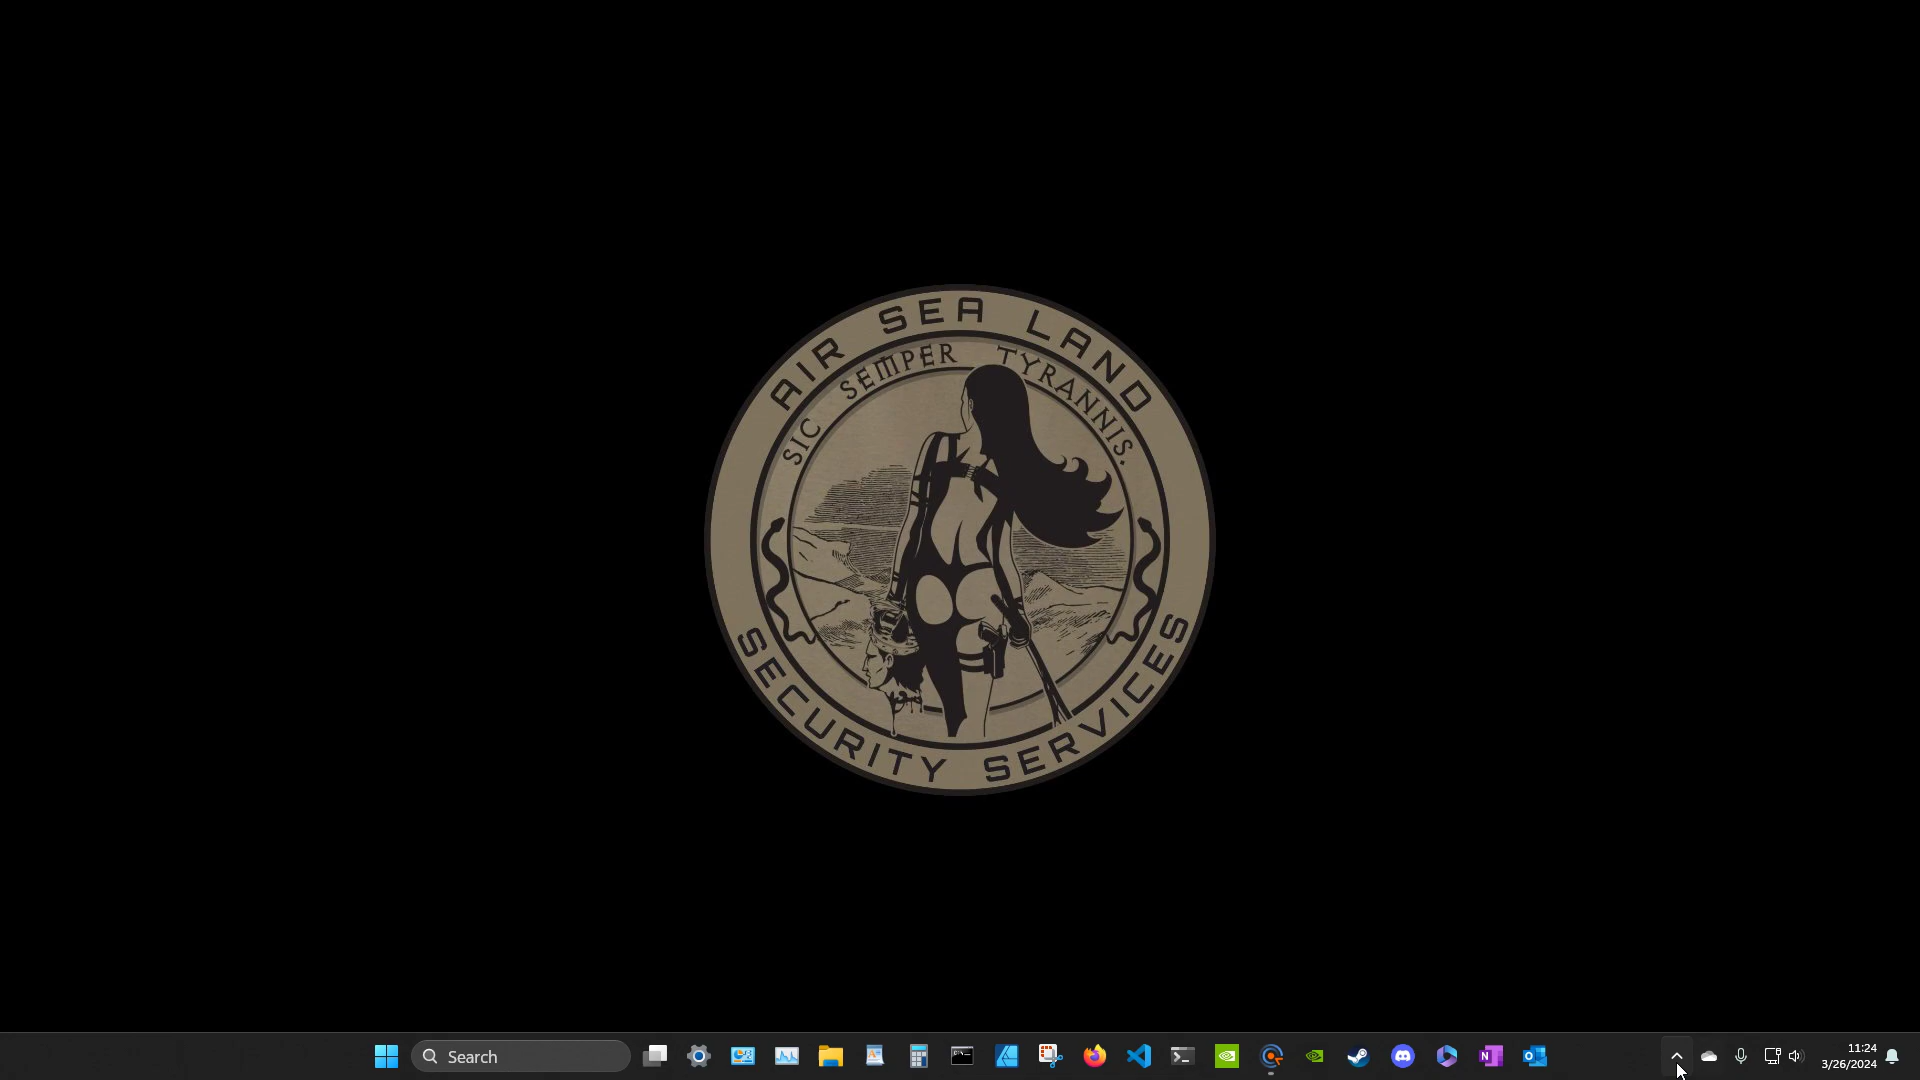 AIR SEA LAND
SIC SEMPER TYRANNIS.
SECURITY SERVICES
Search
11:24
3/26/2024